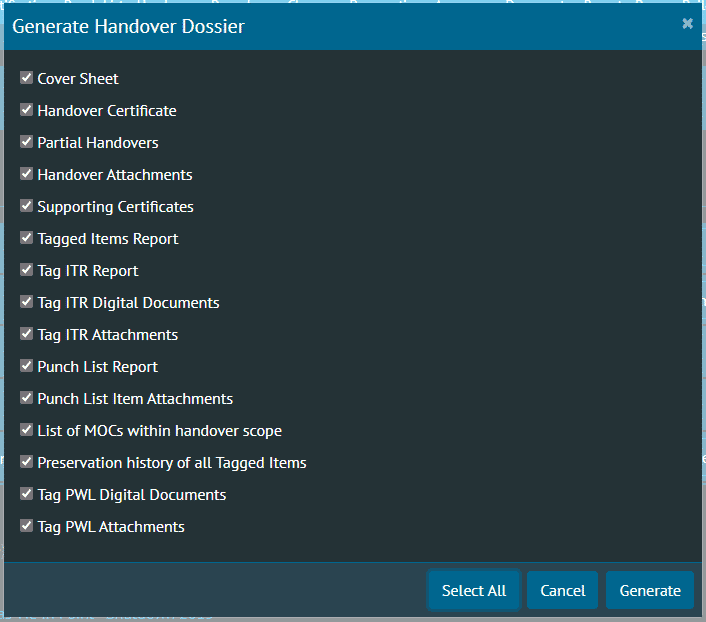 Generate Handover Dossier
Cover Sheet
Handover Certificate
Partial Handovers
Handover Attachments
Supporting Certificates
Tagged Items Report
Tag ITR Report
Tag ITR Digital Documents
Tag ITR Attachments
Punch List Report
Punch List Item Attachments
List of MOCs within handover scope
Preservation history of all Tagged Items
Tag PWL Digital Documents
Tag PWL Attachments
Select All Cancel Generate